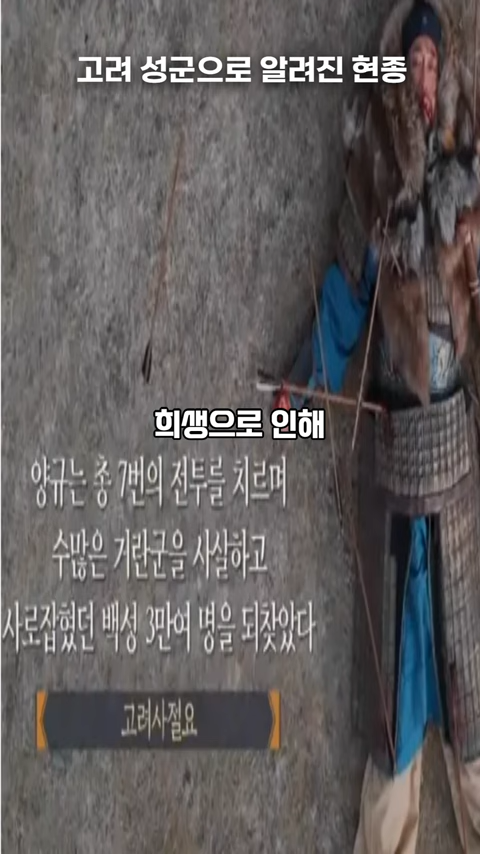 고려 성군으로 알려진 현종
희생으로 인해
양규는 총 7번의 전투를 치르며
수많은 거란군을 사살하고
사로잡혔던 백성 3만여 명을 되찾았다
고려사절요